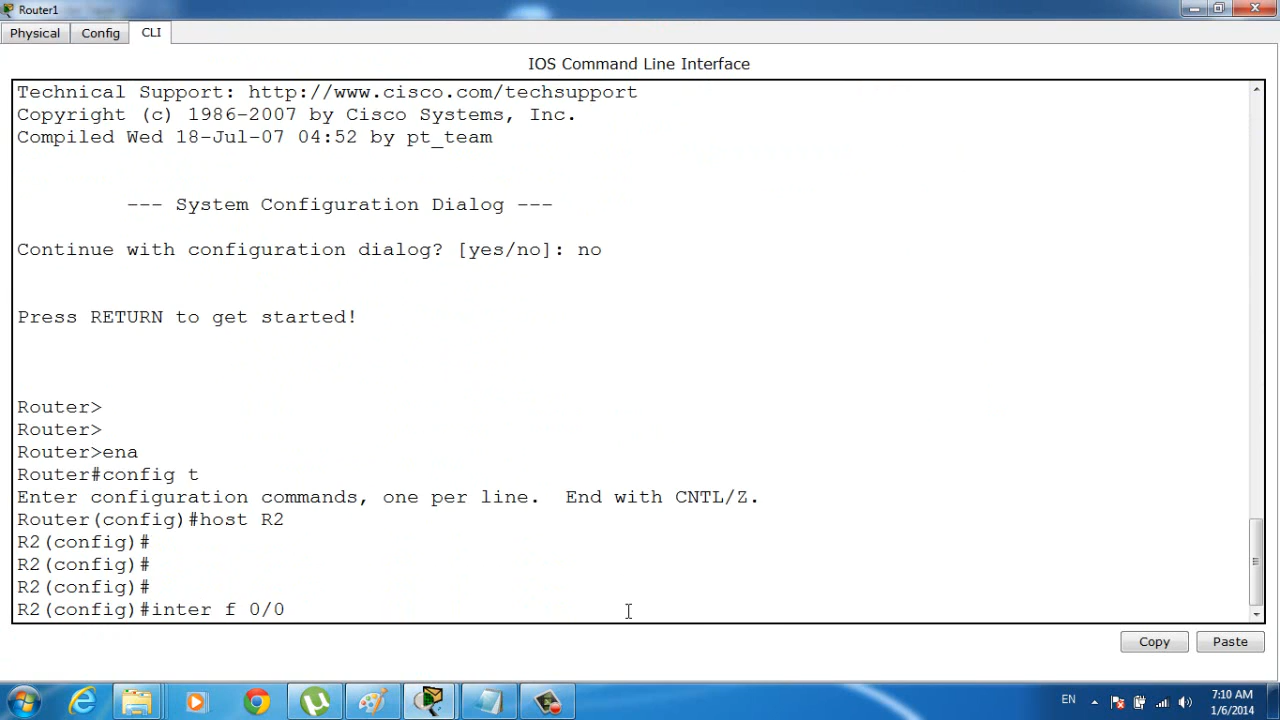 Router1
Physical Config CLI
IOS Command Line Interface
Technical Support: http://www.cisco.com/techsupport
Copyright (c) 1986-2007 by Cisco Systems, Inc.
Compiled Wed 18-Jul-07 04:52 by pt_team
--- System Configuration Dialog ---
Continue with configuration dialog? [yes/no]: no
Press RETURN to get started!
Router>
Router>
Router>ena
Router#config t
Enter configuration commands, one per line.  End with CNTL/Z.
Router(config)#host R2
R2(config)#
R2(config)#
R2(config)#
R2(config)#inter f 0/0
Copy Paste
EN
7:10 AM
1/6/2014